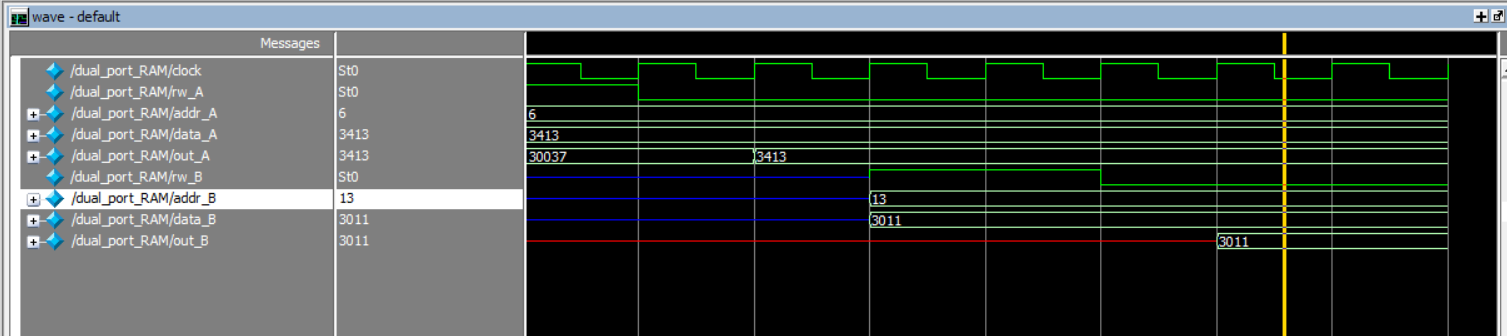 wave - default
Messages
/dual_port_RAM/clock St0
/dual_port_RAM/rw_A St0
/dual_port_RAM/addr_A 6 6
/dual_port_RAM/data_A 3413 3413
/dual_port_RAM/out_A 3413 30037 3413
/dual_port_RAM/rw_B St0
/dual_port_RAM/addr_B 13 13
/dual_port_RAM/data_B 3011 3011
/dual_port_RAM/out_B 3011 3011